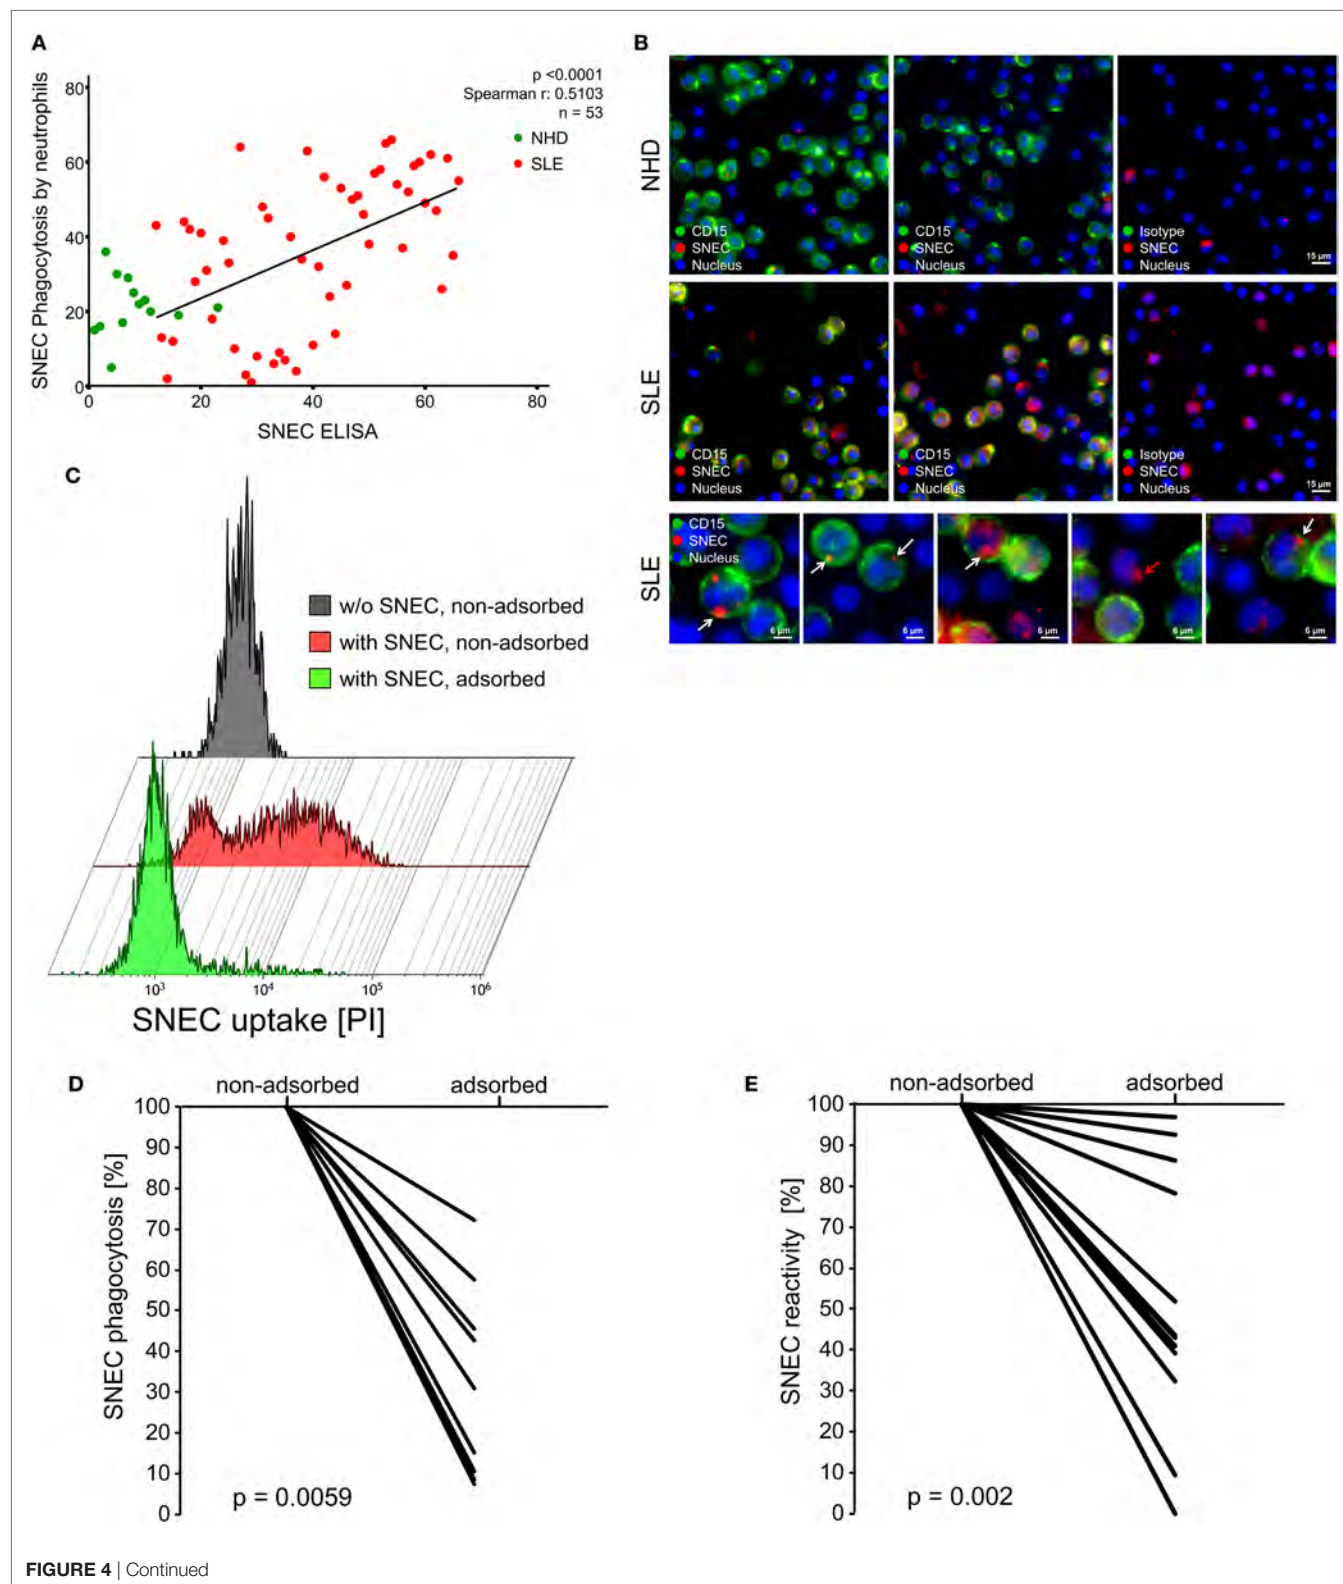 A
SNEC Phagocytosis by neutrophils
80
60
40
20
0
0 20 40 60 80
SNEC ELISA
p <0.0001
Spearman r: 0.5103
n = 53
NHD
SLE
B
NHD
CD15
SNEC
Nucleus
CD15
SNEC
Nucleus
Isotype
SNEC
Nucleus
15 µm
SLE
CD15
SNEC
Nucleus
CD15
SNEC
Nucleus
Isotype
SNEC
Nucleus
15 µm
SLE
CD15
SNEC
Nucleus
6 µm
6 µm
6 µm
6 µm
6 µm
C
w/o SNEC, non-adsorbed
with SNEC, non-adsorbed
with SNEC, adsorbed
10³ 10⁴ 10⁵ 10⁶
SNEC uptake [PI]
D
non-adsorbed adsorbed
SNEC phagocytosis [%]
100
90
80
70
60
50
40
30
20
10
0
p = 0.0059
E
non-adsorbed adsorbed
SNEC reactivity [%]
100
90
80
70
60
50
40
30
20
10
0
p = 0.002
FIGURE 4 | Continued